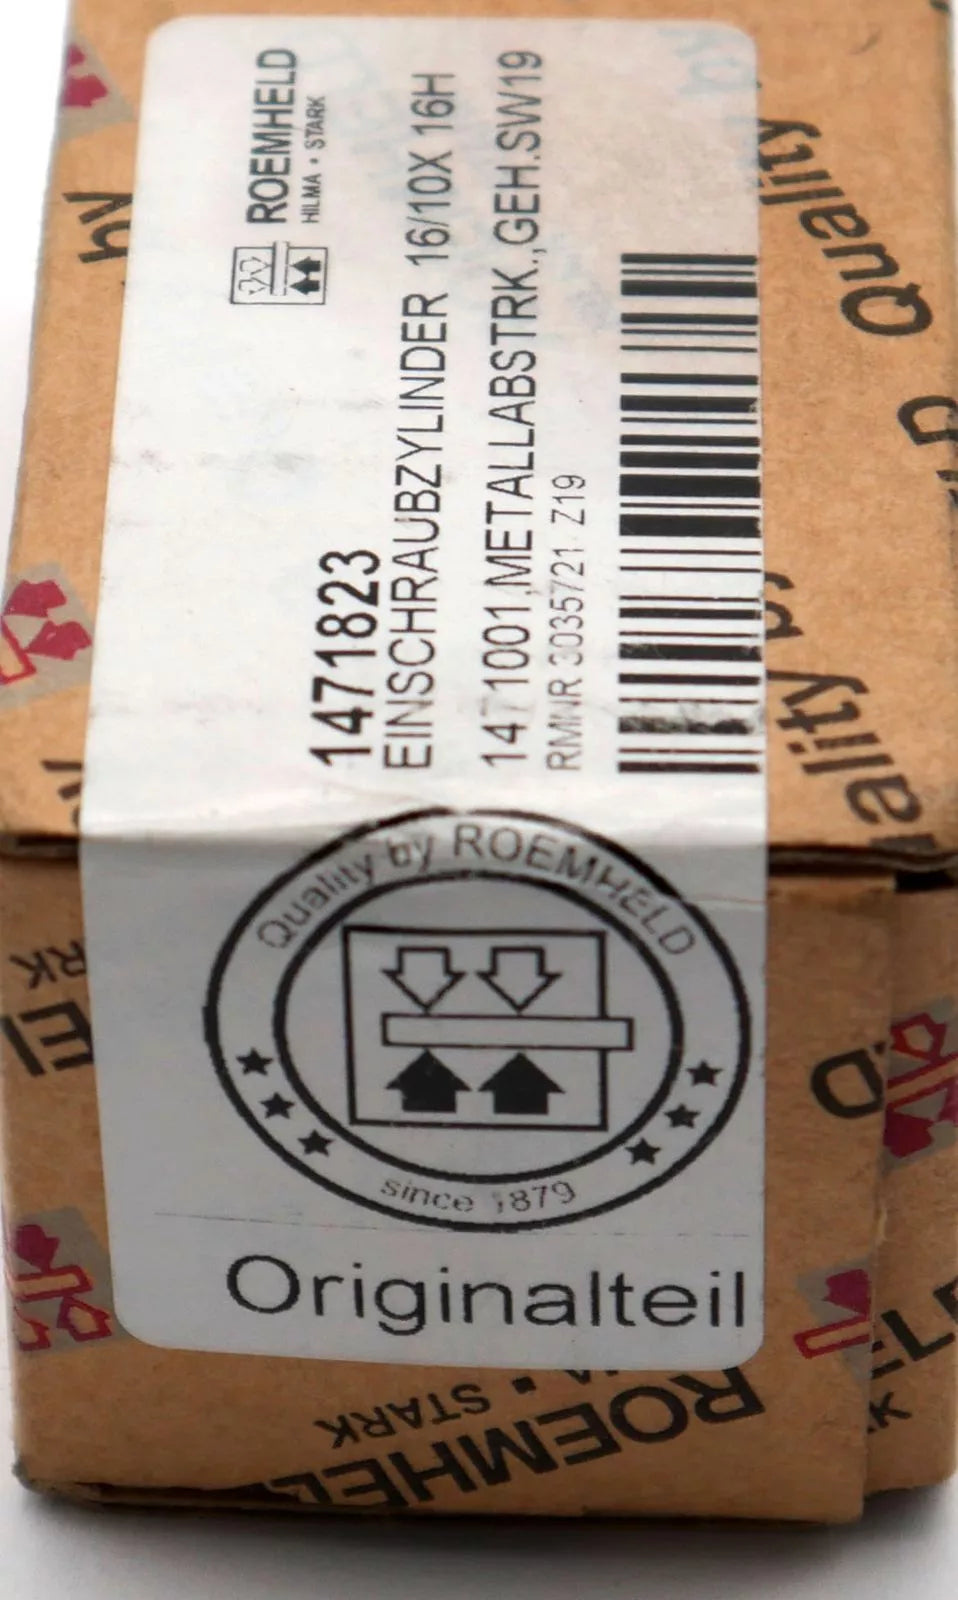 ROEMHELD
HILMA • STARK
1471823
EINSCHRAUBZYLINDER 16/10X 16H
1471001,METALLABSTRK.,GEH.SW19
RMNR 3035721 Z19
Quality by ROEMHELD
since 1879
Originalteil
by
Quality
Quality by
ality
STARK
ROEMHELD